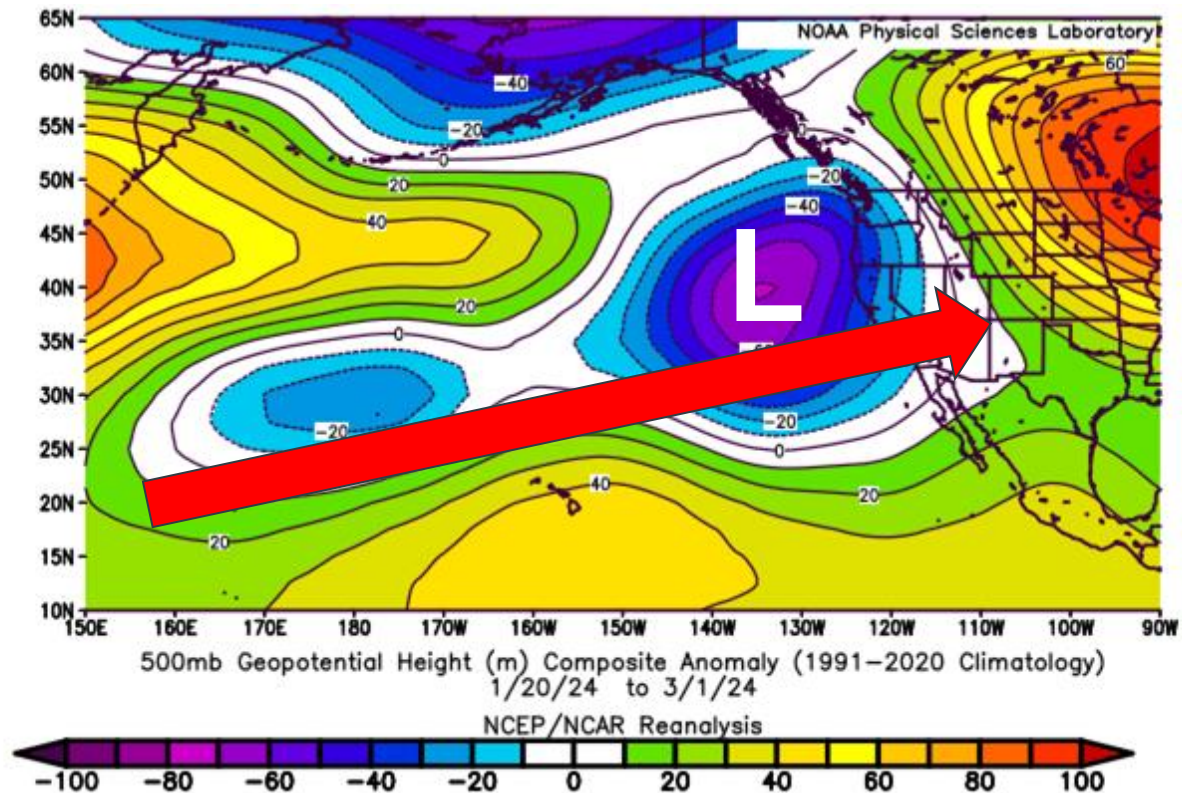 65N
NOAA Physical Sciences Laboratory
60
60N
-40
55N
-20
0
0
50N
20
-20
-40
45N
40
L
40N
20
0
35N
30N
-20
-20
25N
0
40
20
20N
20
15N
10N
150E 160E 170E 180 170W 160W 150W 140W 130W 120W 110W 100W 90W
500mb Geopotential Height (m) Composite Anomaly (1991-2020 Climatology)
1/20/24 to 3/1/24
NCEP/NCAR Reanalysis
-100 -80 -60 -40 -20 0 20 40 60 80 100